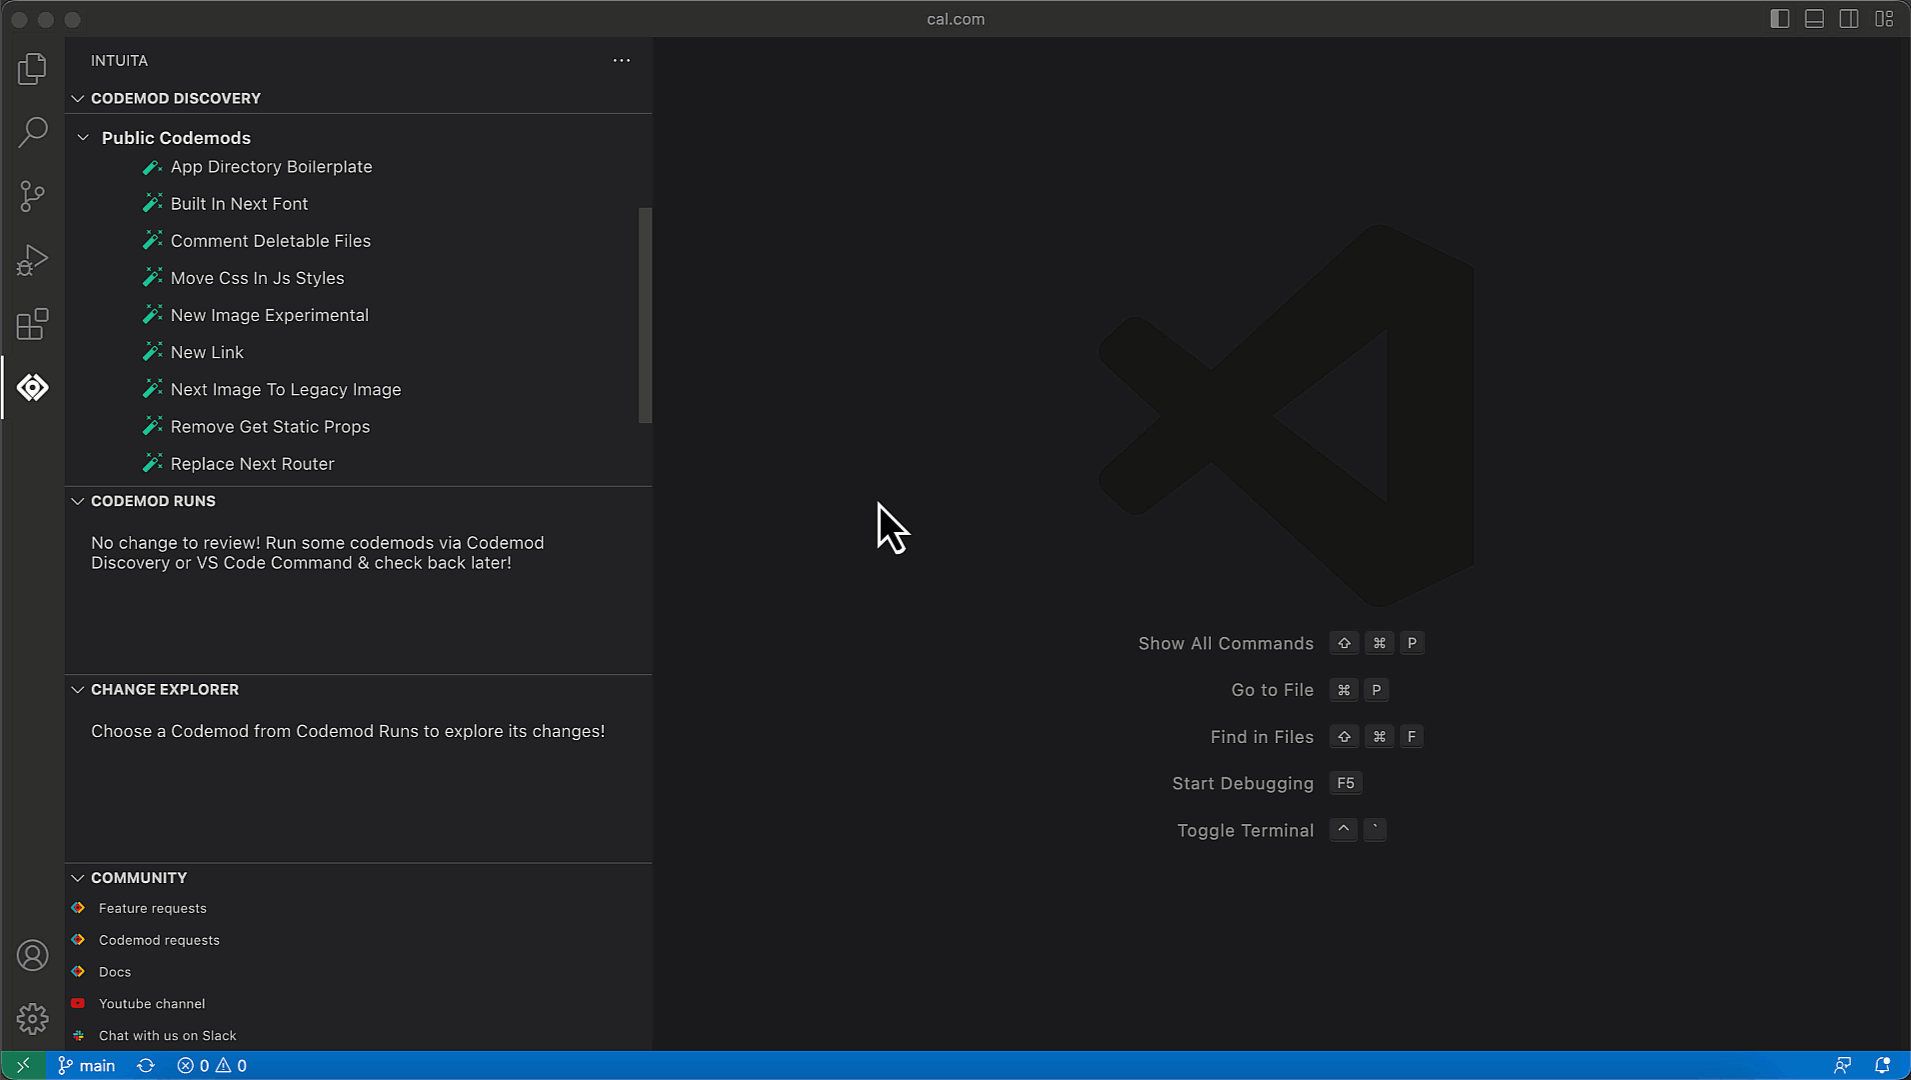 cal.com
INTUITA
CODEMOD DISCOVERY
Public Codemods
App Directory Boilerplate
Built In Next Font
Comment Deletable Files
Move Css In Js Styles
New Image Experimental
New Link
Next Image To Legacy Image
Remove Get Static Props
Replace Next Router
CODEMOD RUNS
No change to review! Run some codemods via Codemod
Discovery or VS Code Command & check back later!
CHANGE EXPLORER
Choose a Codemod from Codemod Runs to explore its changes!
COMMUNITY
Feature requests
Codemod requests
Docs
Youtube channel
Chat with us on Slack
Show All Commands ⇧ ⌘ P
Go to File ⌘ P
Find in Files ⇧ ⌘ F
Start Debugging F5
Toggle Terminal ^ `
main 0 0